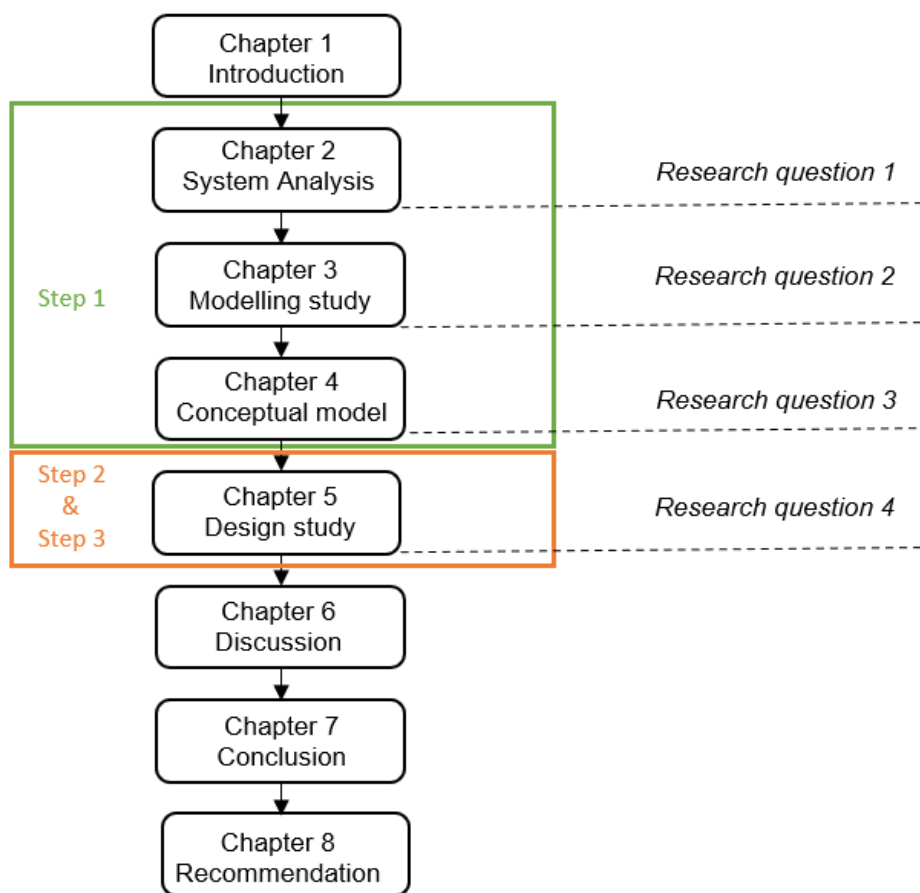 Chapter 1
Introduction
Chapter 2
System Analysis
Research question 1
Chapter 3
Modelling study
Research question 2
Step 1
Chapter 4
Conceptual model
Research question 3
Step 2
&
Step 3
Chapter 5
Design study
Research question 4
Chapter 6
Discussion
Chapter 7
Conclusion
Chapter 8
Recommendation